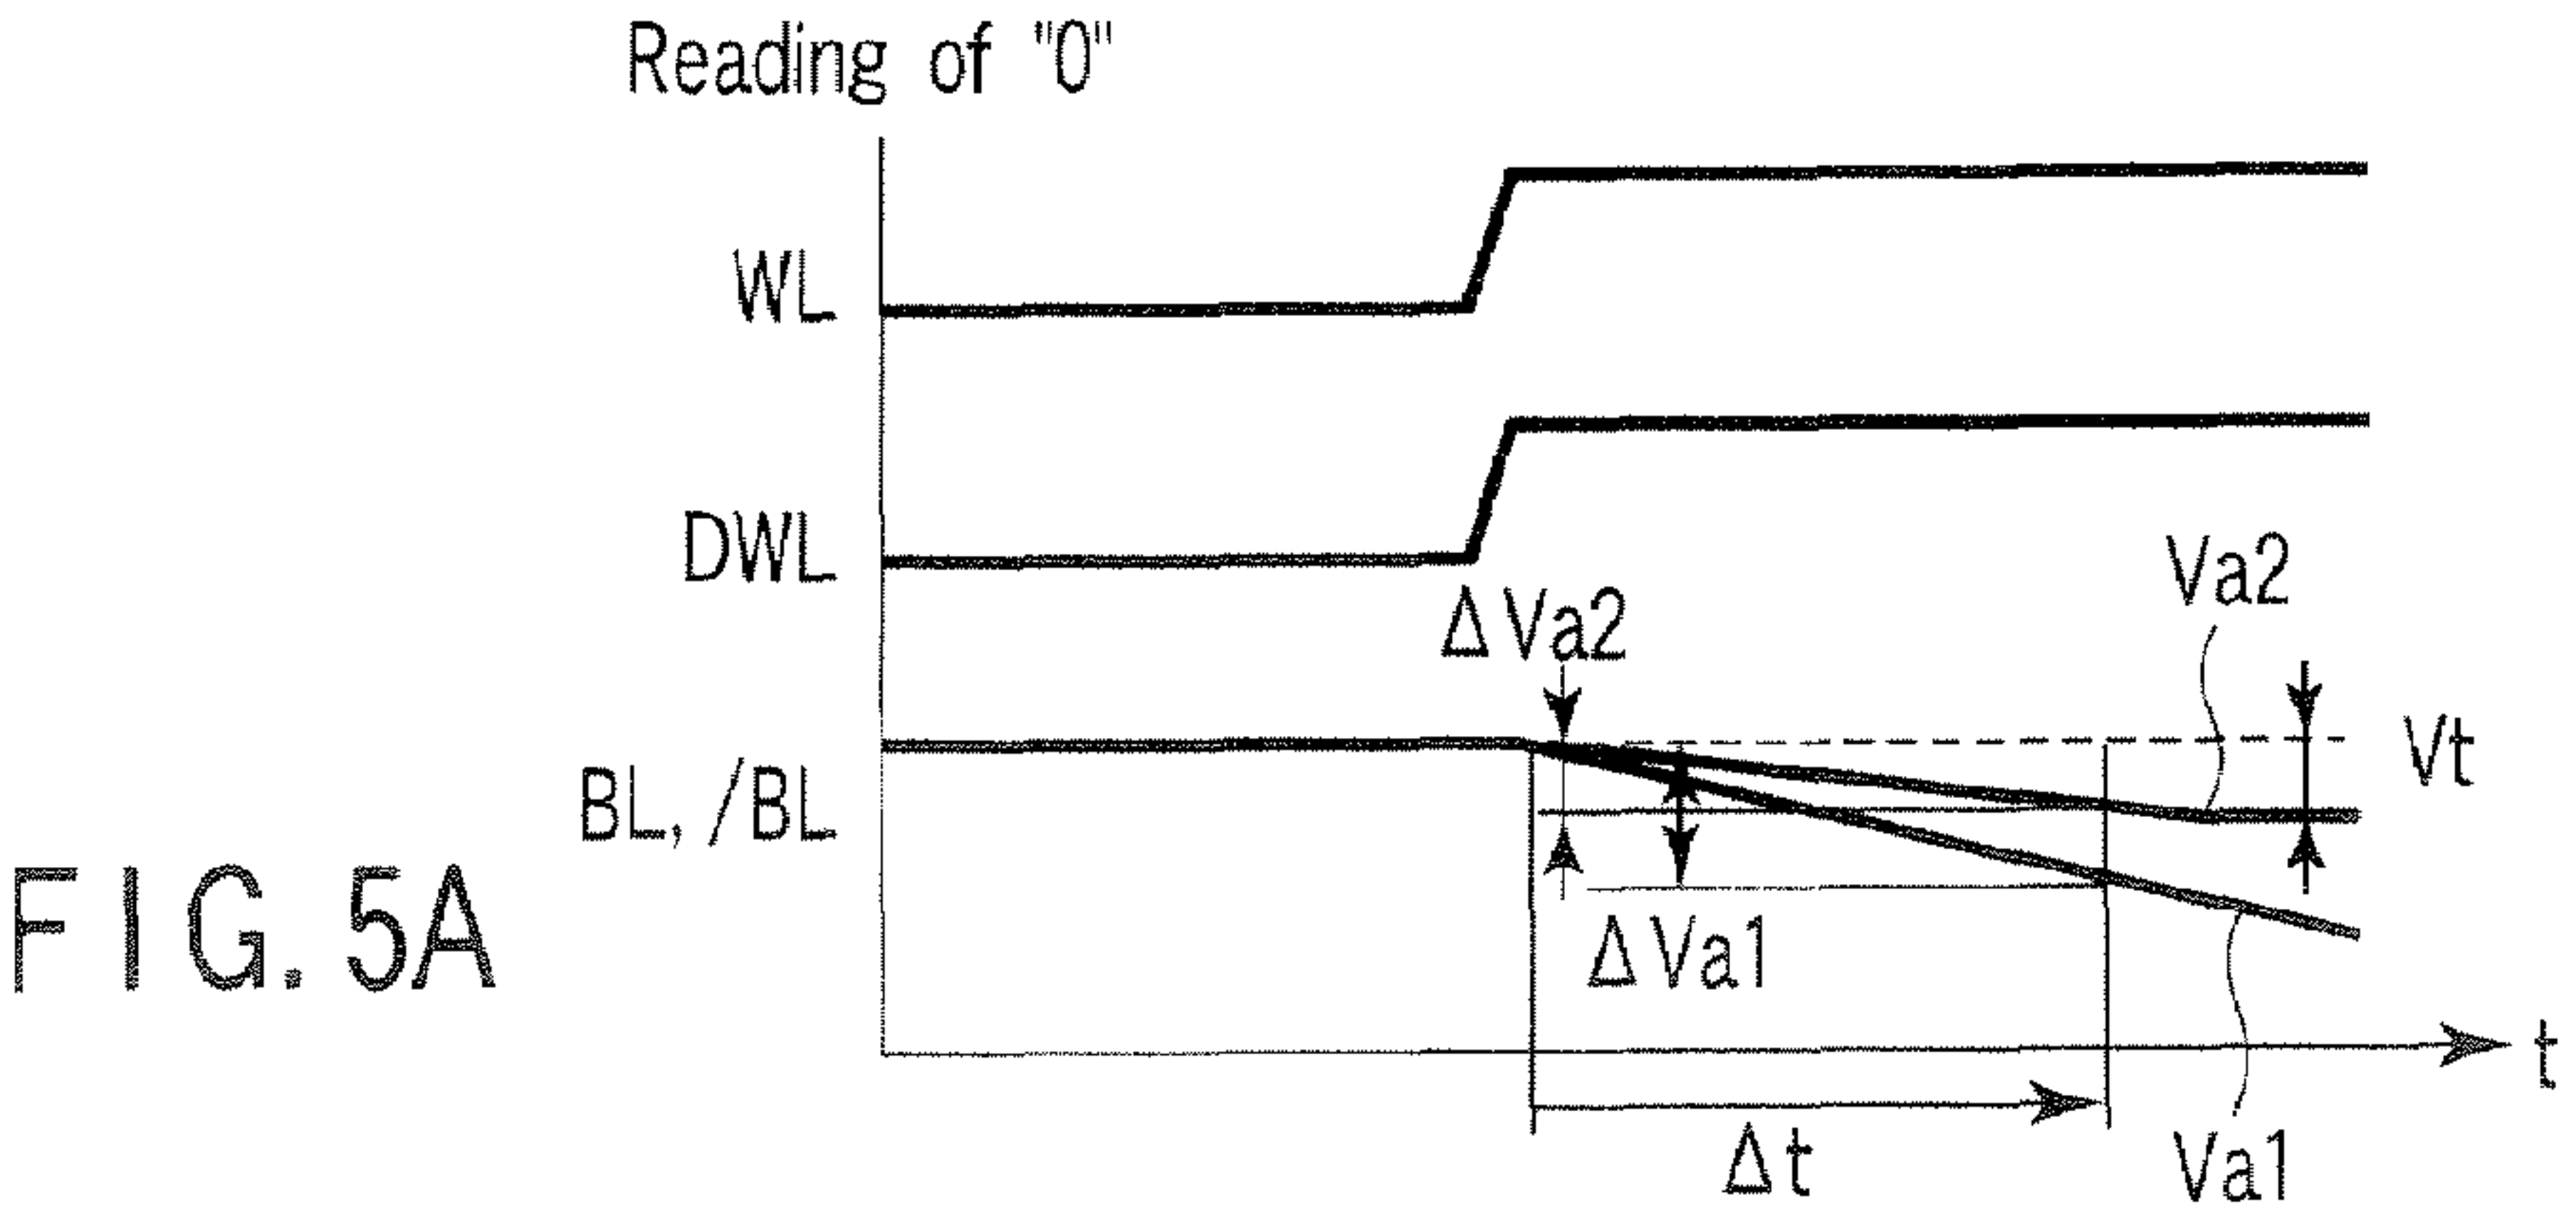 Reading of "0"
WL
DWL
ΔVa2
Va2
Vt
BL, /BL
ΔVa1
FIG. 5A
t
Δt
Va1